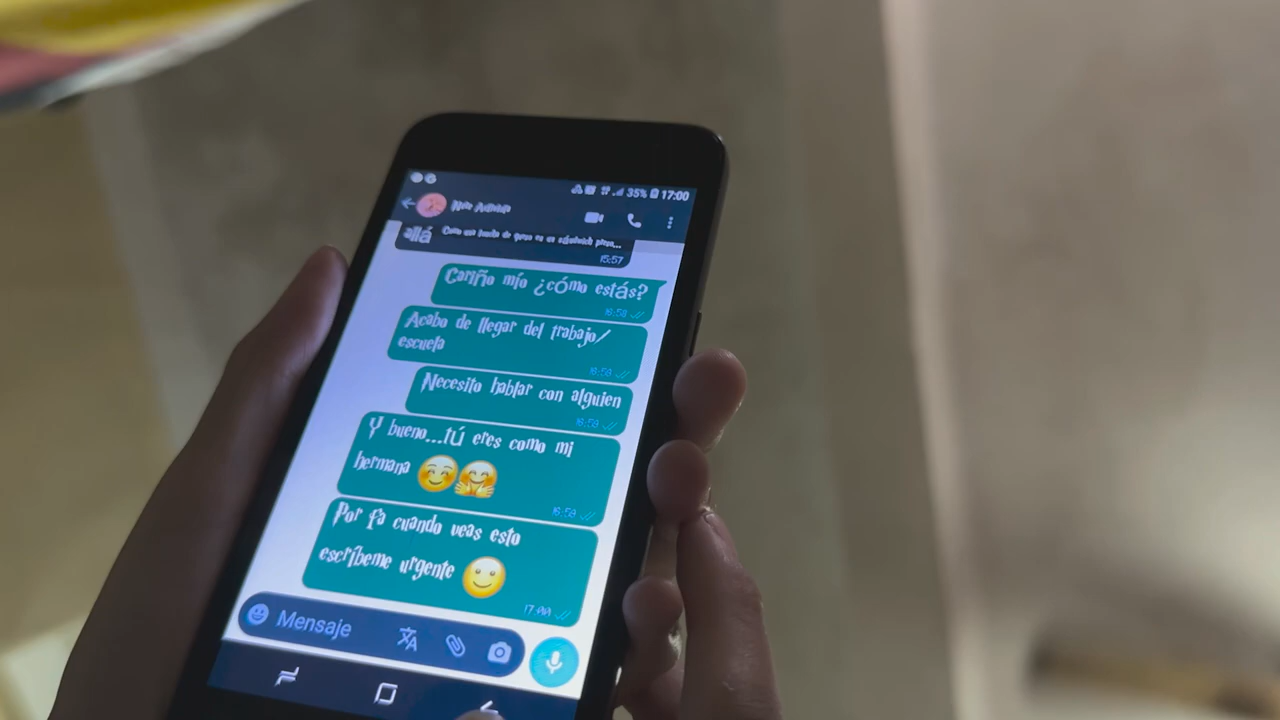 35% 17:00
allá
15:57
Cariño mío ¿cómo estás?
16:58
Acabo de llegar del trabajo/
escuela
16:58
Necesito hablar con alguien
16:58
Y bueno...tú eres como mi
hermana 😊🤗
16:58
Por fa cuando veas esto
escríbeme urgente 🙂
17:00
Mensaje